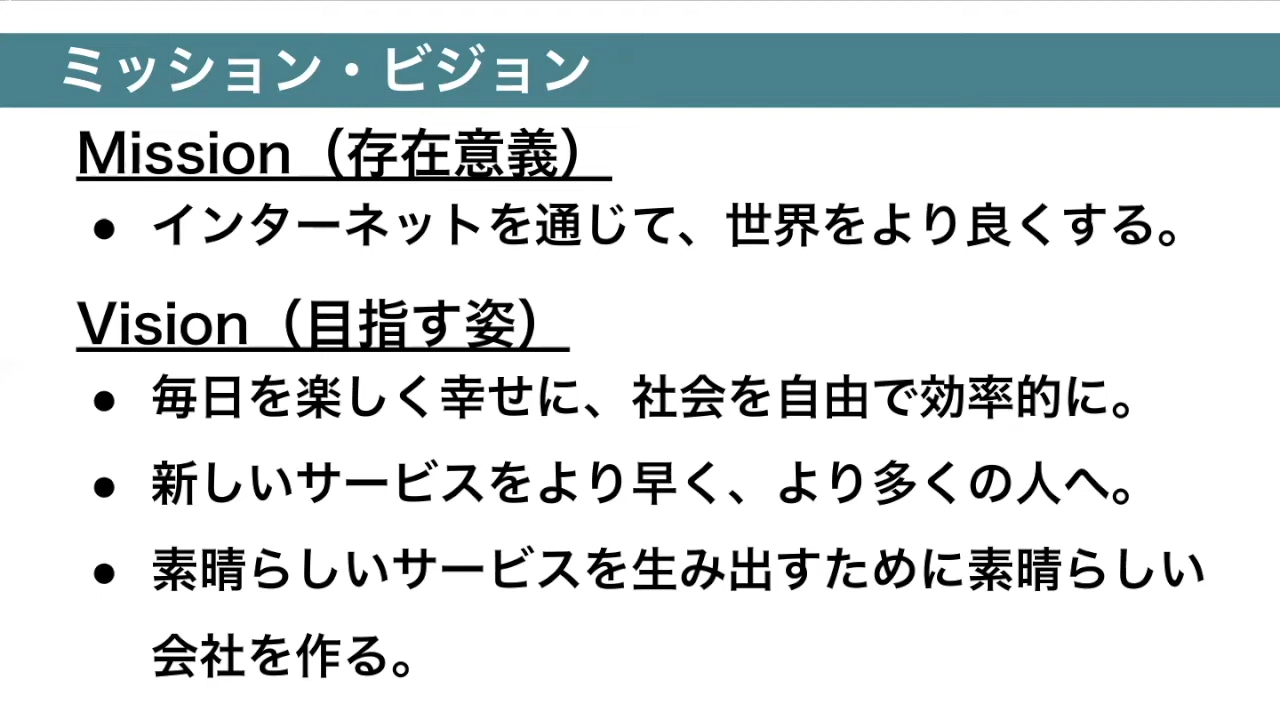 ミッション・ビジョン
Mission（存在意義）
● インターネットを通じて、世界をより良くする。
Vision（目指す姿）
● 毎日を楽しく幸せに、社会を自由で効率的に。
● 新しいサービスをより早く、より多くの人へ。
● 素晴らしいサービスを生み出すために素晴らしい
会社を作る。